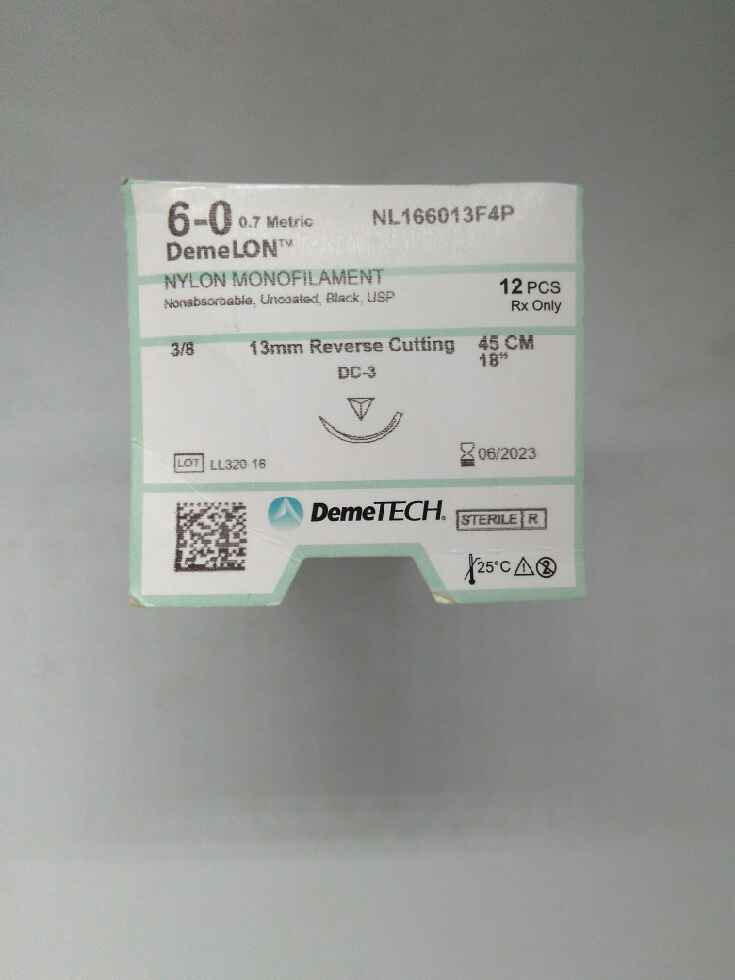 6-0 0.7 Metric NL166013F4P
DemeLON™
NYLON MONOFILAMENT
Nonabsorbable, Uncoated, Black, USP
12 PCS
Rx Only
3/8 13mm Reverse Cutting 45 CM
18"
DC-3
LOT LL320 16
06/2023
DemeTECH®
STERILE R
25°C